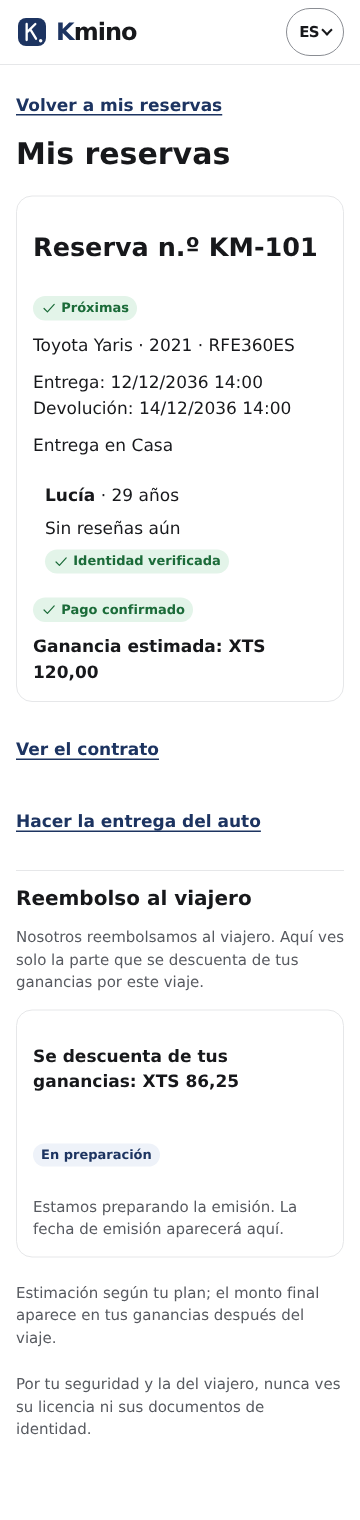 K. Kmino
ES
Volver a mis reservas
Mis reservas
Reserva n.º KM-101
Próximas
Toyota Yaris · 2021 · RFE360ES
Entrega: 12/12/2036 14:00
Devolución: 14/12/2036 14:00
Entrega en Casa
Lucía · 29 años
Sin reseñas aún
Identidad verificada
Pago confirmado
Ganancia estimada: XTS
120,00
Ver el contrato
Hacer la entrega del auto
Reembolso al viajero
Nosotros reembolsamos al viajero. Aquí ves
solo la parte que se descuenta de tus
ganancias por este viaje.
Se descuenta de tus
ganancias: XTS 86,25
En preparación
Estamos preparando la emisión. La
fecha de emisión aparecerá aquí.
Estimación según tu plan; el monto final
aparece en tus ganancias después del
viaje.
Por tu seguridad y la del viajero, nunca ves
su licencia ni sus documentos de
identidad.